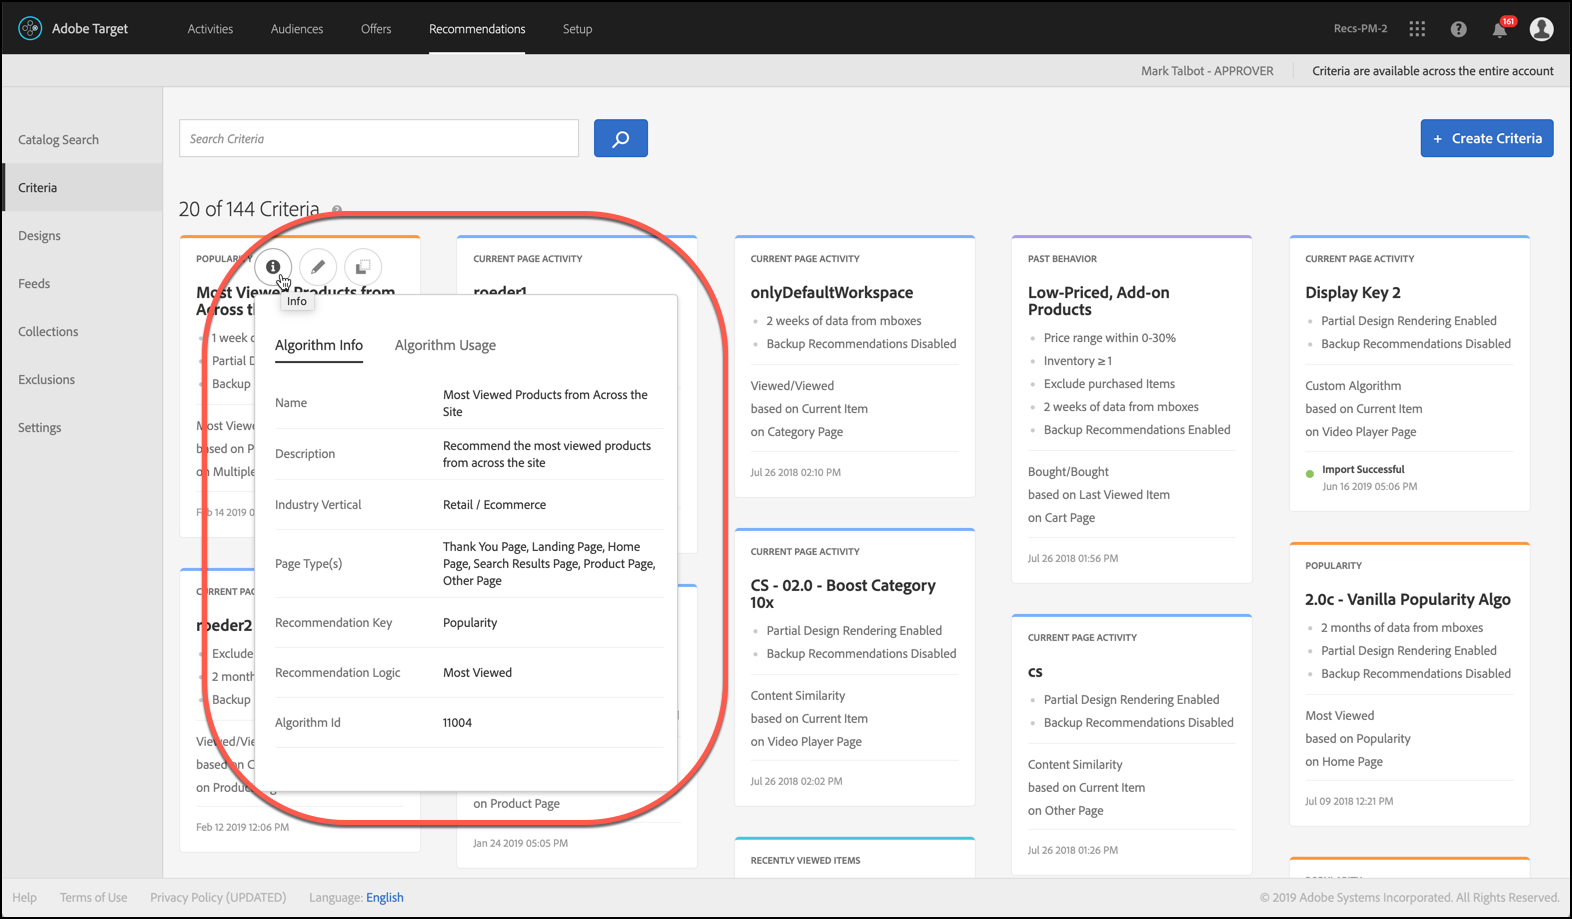 Adobe Target
Activities
Audiences
Offers
Recommendations
Setup
Recs-PM-2
161
Mark Talbot - APPROVER
Criteria are available across the entire account
Catalog Search
Criteria
Designs
Feeds
Collections
Exclusions
Settings
Search Criteria
+ Create Criteria
20 of 144 Criteria
POPULARITY
Most Viewed Products from
Across t
1 week
Partial D
Backup
Most View
based on P
on Multiple
Feb 14 2019 0
Info
Algorithm Info
Algorithm Usage
Name
Most Viewed Products from Across the
Site
Description
Recommend the most viewed products
from across the site
Industry Vertical
Retail / Ecommerce
Page Type(s)
Thank You Page, Landing Page, Home
Page, Search Results Page, Product Page,
Other Page
Recommendation Key
Popularity
Recommendation Logic
Most Viewed
Algorithm Id
11004
CURRENT PAG
roeder2
Exclude
2 month
Backup
Viewed/Vie
based on C
on Produc
Feb 12 2019 12:06 PM
CURRENT PAGE ACTIVITY
roeder1
on Product Page
Jan 24 2019 05:05 PM
CURRENT PAGE ACTIVITY
onlyDefaultWorkspace
2 weeks of data from mboxes
Backup Recommendations Disabled
Viewed/Viewed
based on Current Item
on Category Page
Jul 26 2018 02:10 PM
CURRENT PAGE ACTIVITY
CS - 02.0 - Boost Category
10x
Partial Design Rendering Enabled
Backup Recommendations Disabled
Content Similarity
based on Current Item
on Video Player Page
Jul 26 2018 02:02 PM
RECENTLY VIEWED ITEMS
PAST BEHAVIOR
Low-Priced, Add-on
Products
Price range within 0-30%
Inventory ≥1
Exclude purchased Items
2 weeks of data from mboxes
Backup Recommendations Enabled
Bought/Bought
based on Last Viewed Item
on Cart Page
Jul 26 2018 01:56 PM
CURRENT PAGE ACTIVITY
cs
Partial Design Rendering Enabled
Backup Recommendations Disabled
Content Similarity
based on Current Item
on Other Page
Jul 26 2018 01:26 PM
CURRENT PAGE ACTIVITY
Display Key 2
Partial Design Rendering Enabled
Backup Recommendations Disabled
Custom Algorithm
based on Current Item
on Video Player Page
Import Successful
Jun 16 2019 05:06 PM
POPULARITY
2.0c - Vanilla Popularity Algo
2 months of data from mboxes
Partial Design Rendering Enabled
Backup Recommendations Disabled
Most Viewed
based on Popularity
on Home Page
Jul 09 2018 12:21 PM
Help
Terms of Use
Privacy Policy (UPDATED)
Language: English
© 2019 Adobe Systems Incorporated. All Rights Reserved.